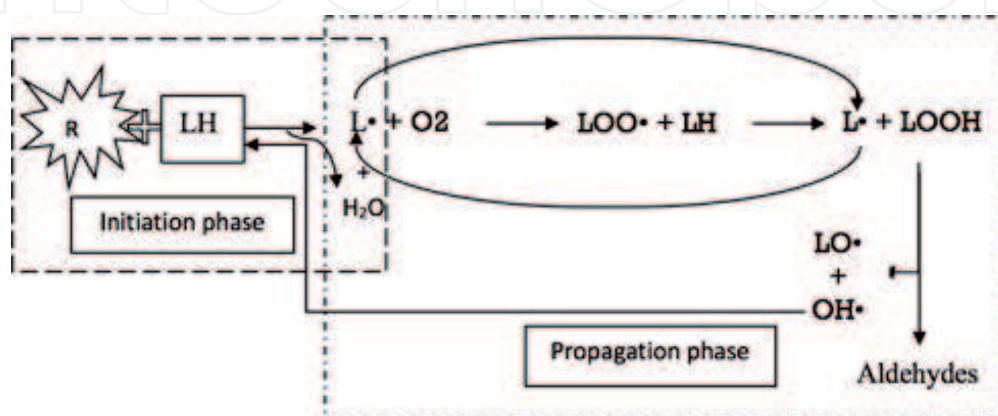 R
LH
L• + O2
LOO• + LH
L• + LOOH
+
H₂O
Initiation phase
LO•
+
OH•
Propagation phase
Aldehydes